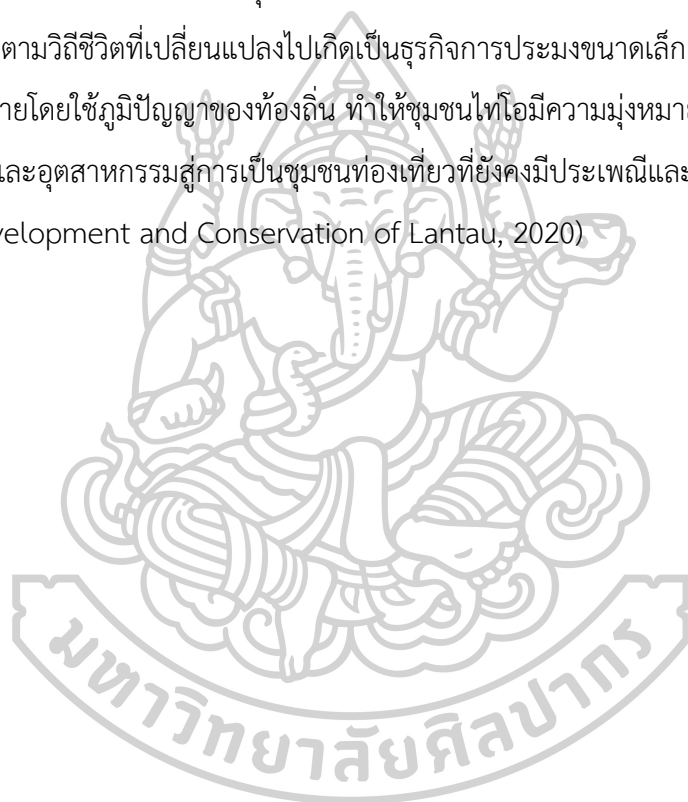 ตามวิถีชีวิตที่เปลี่ยนแปลงไปเกิดเป็นธุรกิจการประมงขนาดเล็ก
ายโดยใช้ภูมิปัญญาของท้องถิ่น ทำให้ชุมชนไท่โอมีความมุ่งหมา
และอุตสาหกรรมสู่การเป็นชุมชนท่องเที่ยวที่ยังคงมีประเพณีและ
velopment and Conservation of Lantau, 2020)
มหาวิทยาลัยศิลปากร